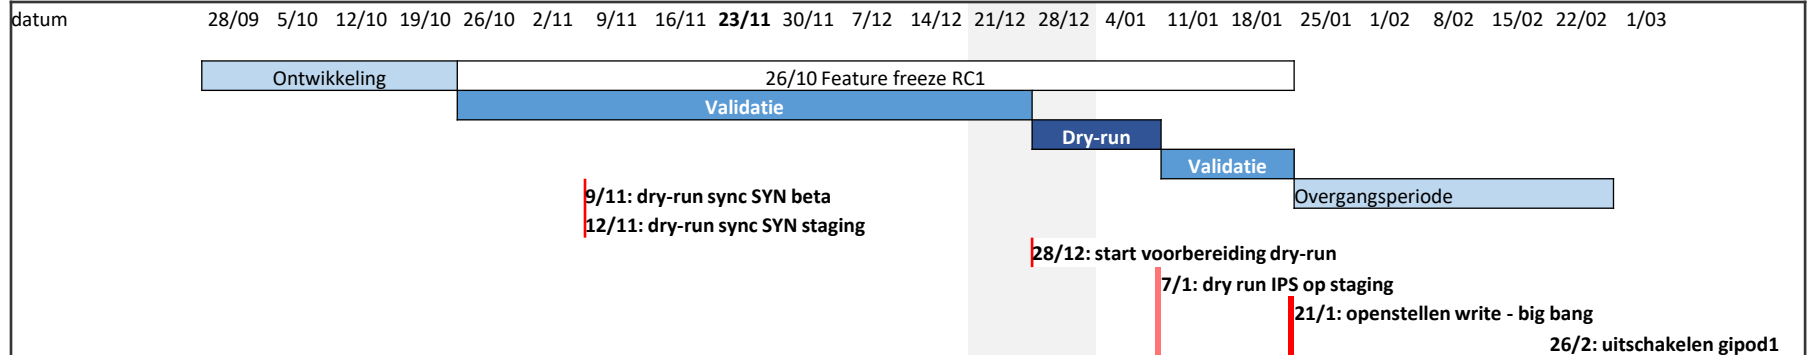 datum 28/09 5/10 12/10 19/10 26/10 2/11 9/11 16/11 23/11 30/11 7/12 14/12 21/12 28/12 4/01 11/01 18/01 25/01 1/02 8/02 15/02 22/02 1/03
Ontwikkeling 26/10 Feature freeze RC1
Validatie
Dry-run
Validatie
9/11: dry-run sync SYN beta Overgangsperiode
12/11: dry-run sync SYN staging
28/12: start voorbereiding dry-run
7/1: dry run IPS op staging
21/1: openstellen write - big bang
26/2: uitschakelen gipod1